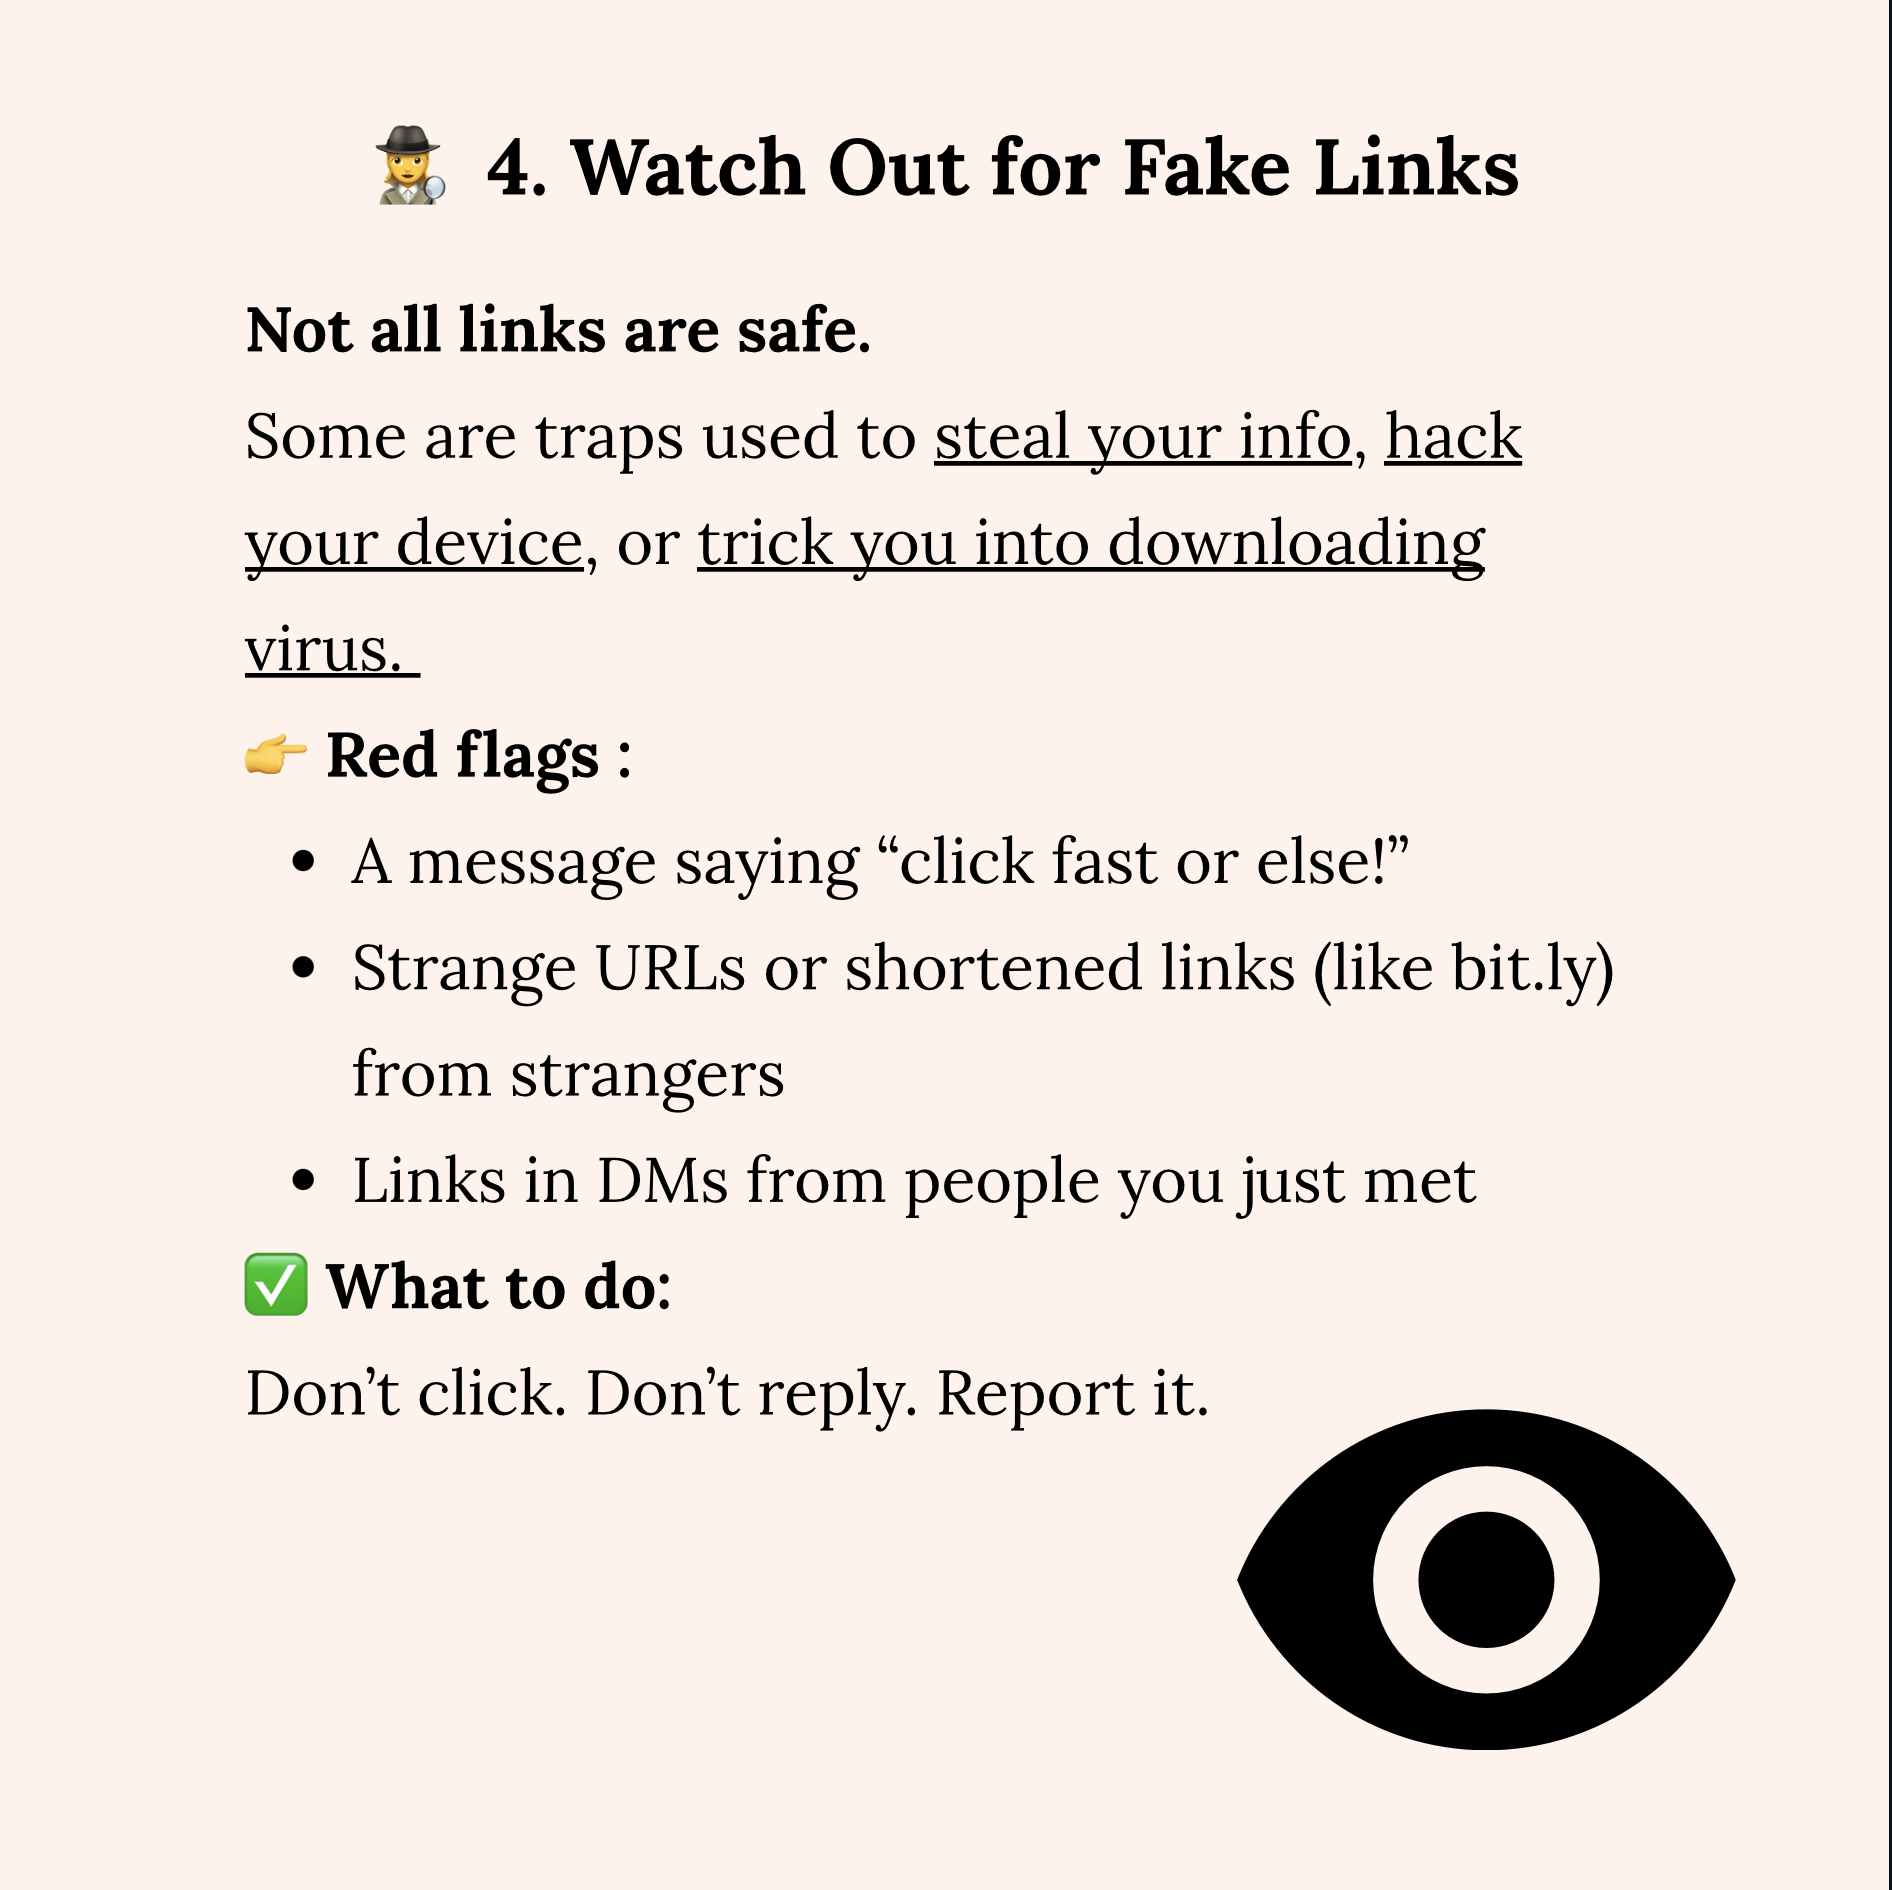 🕵️‍♀️ 4. Watch Out for Fake Links
Not all links are safe.
Some are traps used to steal your info, hack
your device, or trick you into downloading
virus.
👉 Red flags :
• A message saying “click fast or else!”
• Strange URLs or shortened links (like bit.ly)
from strangers
• Links in DMs from people you just met
✅ What to do:
Don’t click. Don’t reply. Report it.